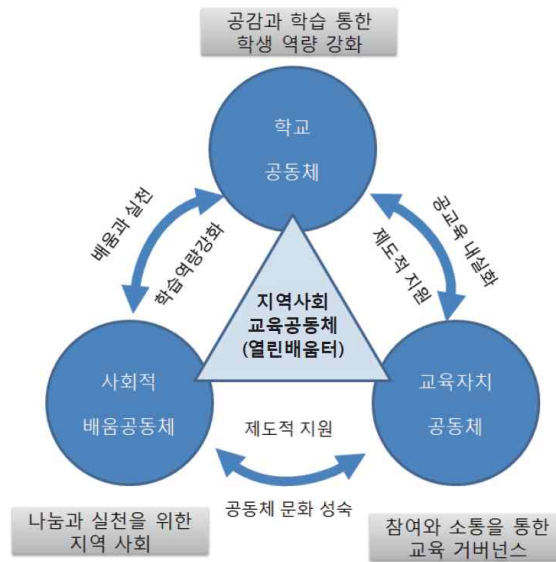 공감과 학습 통한
학생 역량 강화
학교
공동체
배움과 실천
학습역량강화
공교육 내실화
제도적 지원
지역사회
교육공동체
(열린배움터)
사회적
배움공동체
교육자치
공동체
제도적 지원
공동체 문화 성숙
나눔과 실천을 위한
지역 사회
참여와 소통을 통한
교육 거버넌스